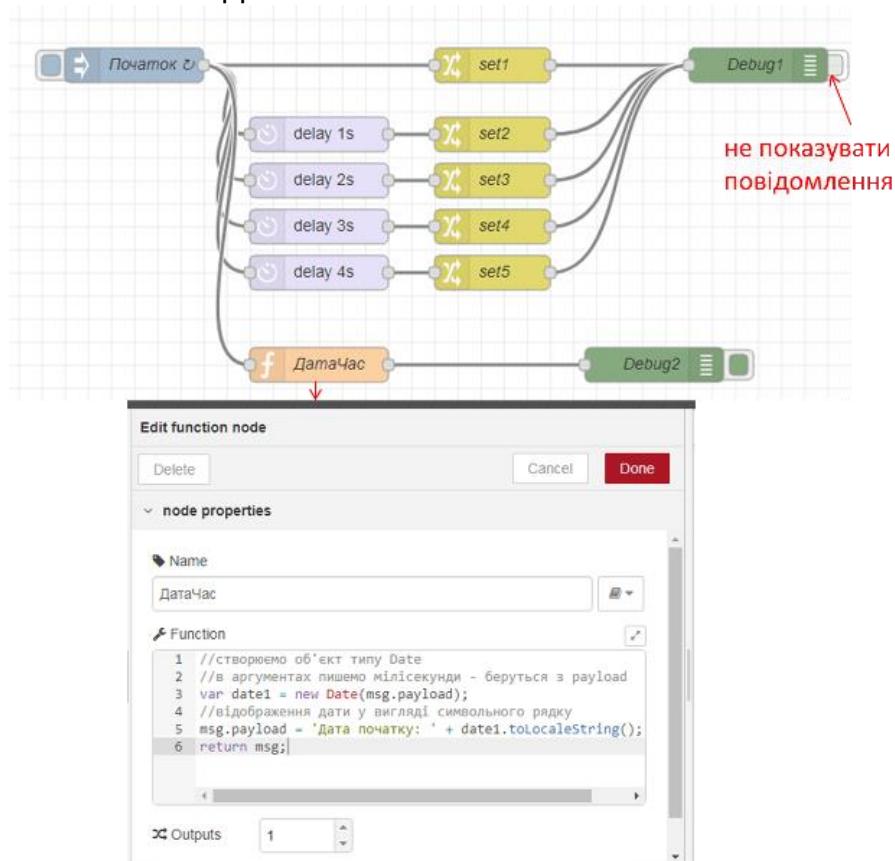 Початок ↻
set1
Debug1
delay 1s
set2
delay 2s
set3
delay 3s
set4
delay 4s
set5
не показувати
повідомлення
f ДатаЧас
Debug2
Edit function node
Delete
Cancel
Done
node properties
Name
ДатаЧас
Function
1 //створюємо об'єкт типу Date
2 //в аргументах пишемо мілісекунди - беруться з payload
3 var date1 = new Date(msg.payload);
4 //відображення дати у вигляді символьного рядку
5 msg.payload = 'Дата початку: ' + date1.toLocaleString();
6 return msg;
Outputs
1